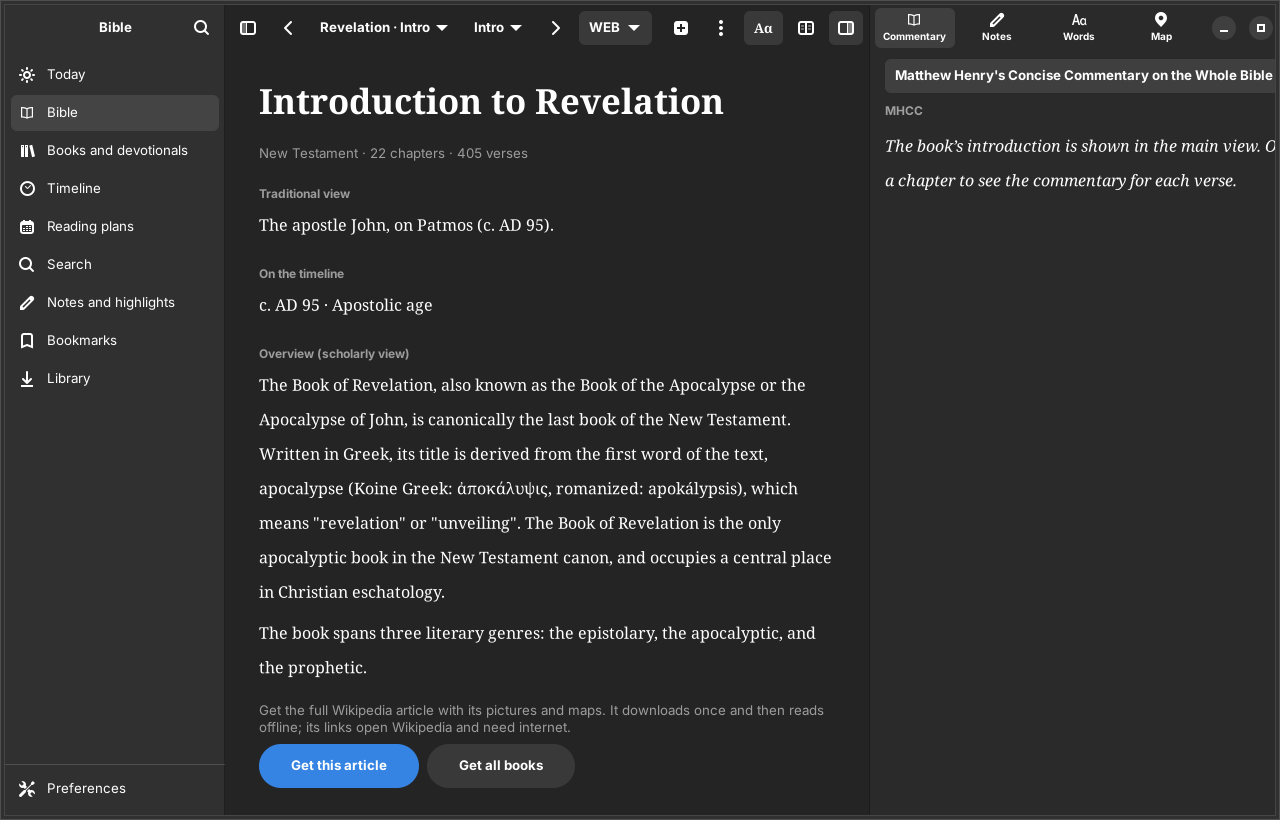 Bible
Today
Bible
Books and devotionals
Timeline
Reading plans
Search
Notes and highlights
Bookmarks
Library
Preferences
Revelation · Intro
Intro
WEB
Aα
Introduction to Revelation
New Testament · 22 chapters · 405 verses
Traditional view
The apostle John, on Patmos (c. AD 95).
On the timeline
c. AD 95 · Apostolic age
Overview (scholarly view)
The Book of Revelation, also known as the Book of the Apocalypse or the
Apocalypse of John, is canonically the last book of the New Testament.
Written in Greek, its title is derived from the first word of the text,
apocalypse (Koine Greek: ἀποκάλυψις, romanized: apokálypsis), which
means "revelation" or "unveiling". The Book of Revelation is the only
apocalyptic book in the New Testament canon, and occupies a central place
in Christian eschatology.
The book spans three literary genres: the epistolary, the apocalyptic, and
the prophetic.
Get the full Wikipedia article with its pictures and maps. It downloads once and then reads
offline; its links open Wikipedia and need internet.
Get this article
Get all books
Commentary
Notes
Aα
Words
Map
Matthew Henry's Concise Commentary on the Whole Bible
MHCC
The book’s introduction is shown in the main view.
a chapter to see the commentary for each verse.